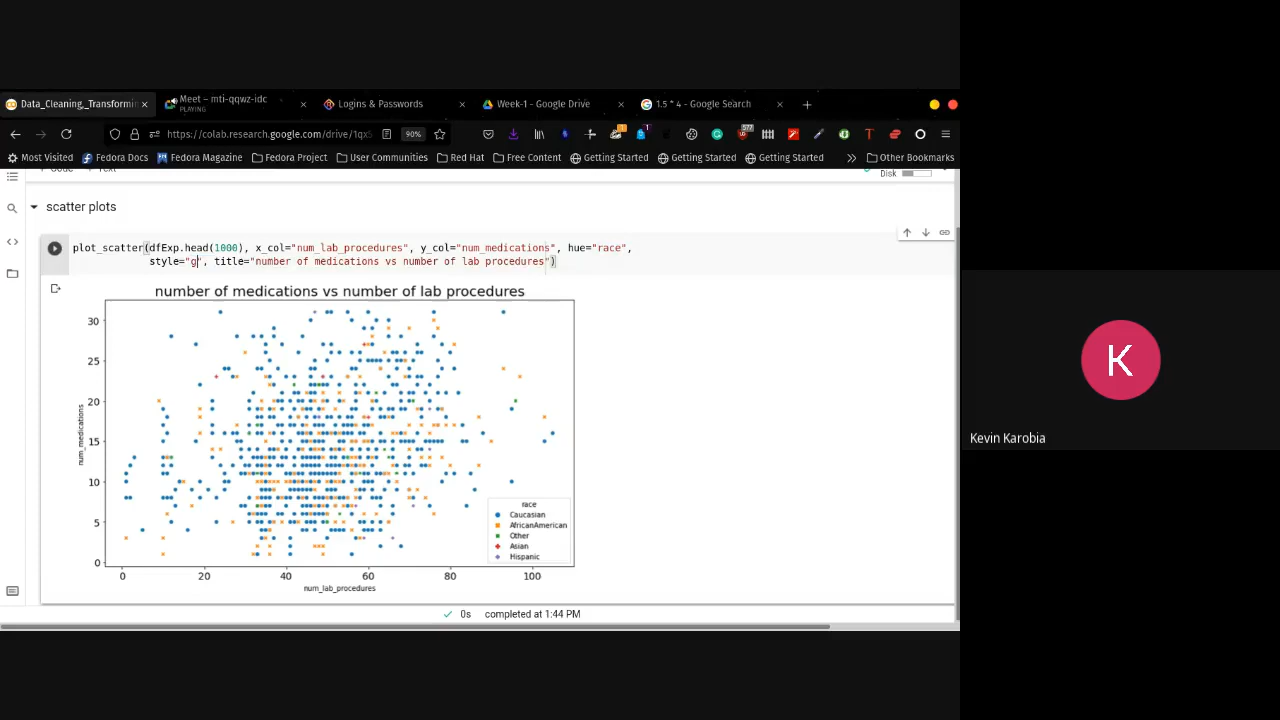 Data_Cleaning,_Transformin
Meet – mti-qqwz-idc
PLAYING
Logins & Passwords
Week-1 - Google Drive
1.5 * 4 - Google Search
https://colab.research.google.com/drive/1qx5
90%
Most Visited
Fedora Docs
Fedora Magazine
Fedora Project
User Communities
Red Hat
Free Content
Getting Started
Getting Started
Getting Started
Other Bookmarks
Disk
scatter plots
plot_scatter(dfExp.head(1000), x_col="num_lab_procedures", y_col="num_medications", hue="race",
style="g", title="number of medications vs number of lab procedures")
number of medications vs number of lab procedures
30
25
20
15
10
5
0
num_medications
0 20 40 60 80 100
num_lab_procedures
race
Caucasian
AfricanAmerican
Other
Asian
Hispanic
0s completed at 1:44 PM
K
Kevin Karobia